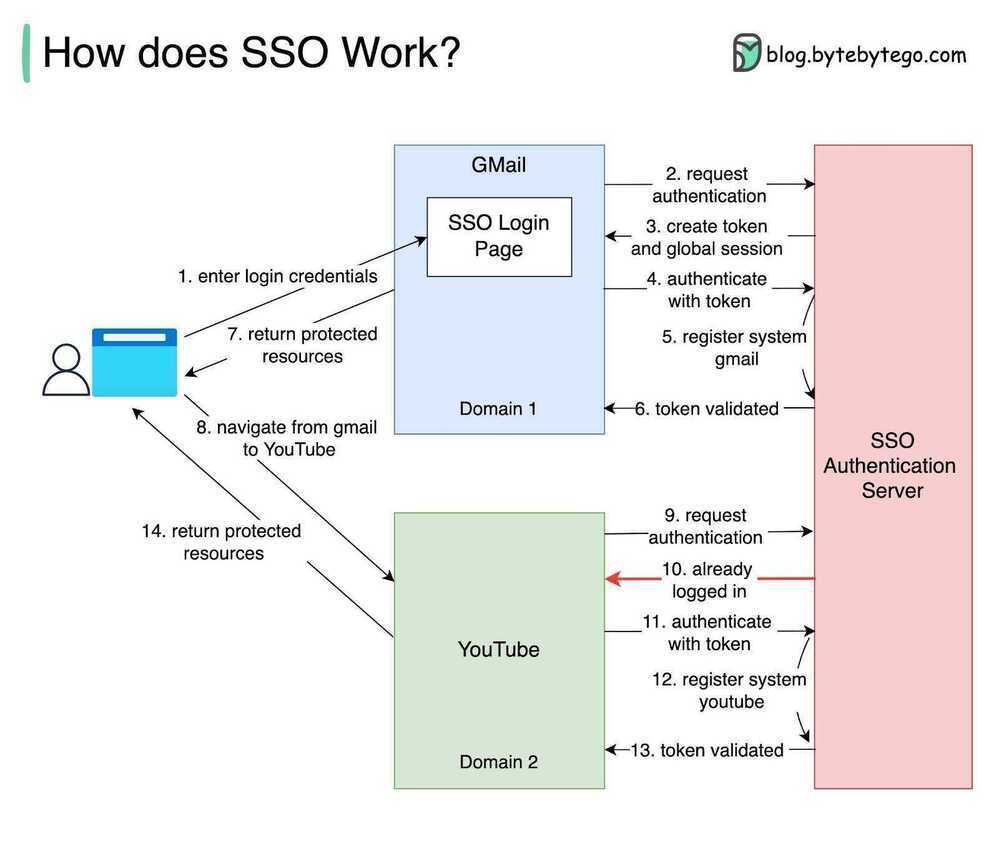 How does SSO Work?
blog.bytebytego.com
GMail
SSO Login
Page
Domain 1
1. enter login credentials
2. request
authentication
3. create token
and global session
4. authenticate
with token
5. register system
gmail
6. token validated
7. return protected
resources
8. navigate from gmail
to YouTube
SSO
Authentication
Server
9. request
authentication
10. already
logged in
11. authenticate
with token
12. register system
youtube
13. token validated
14. return protected
resources
YouTube
Domain 2